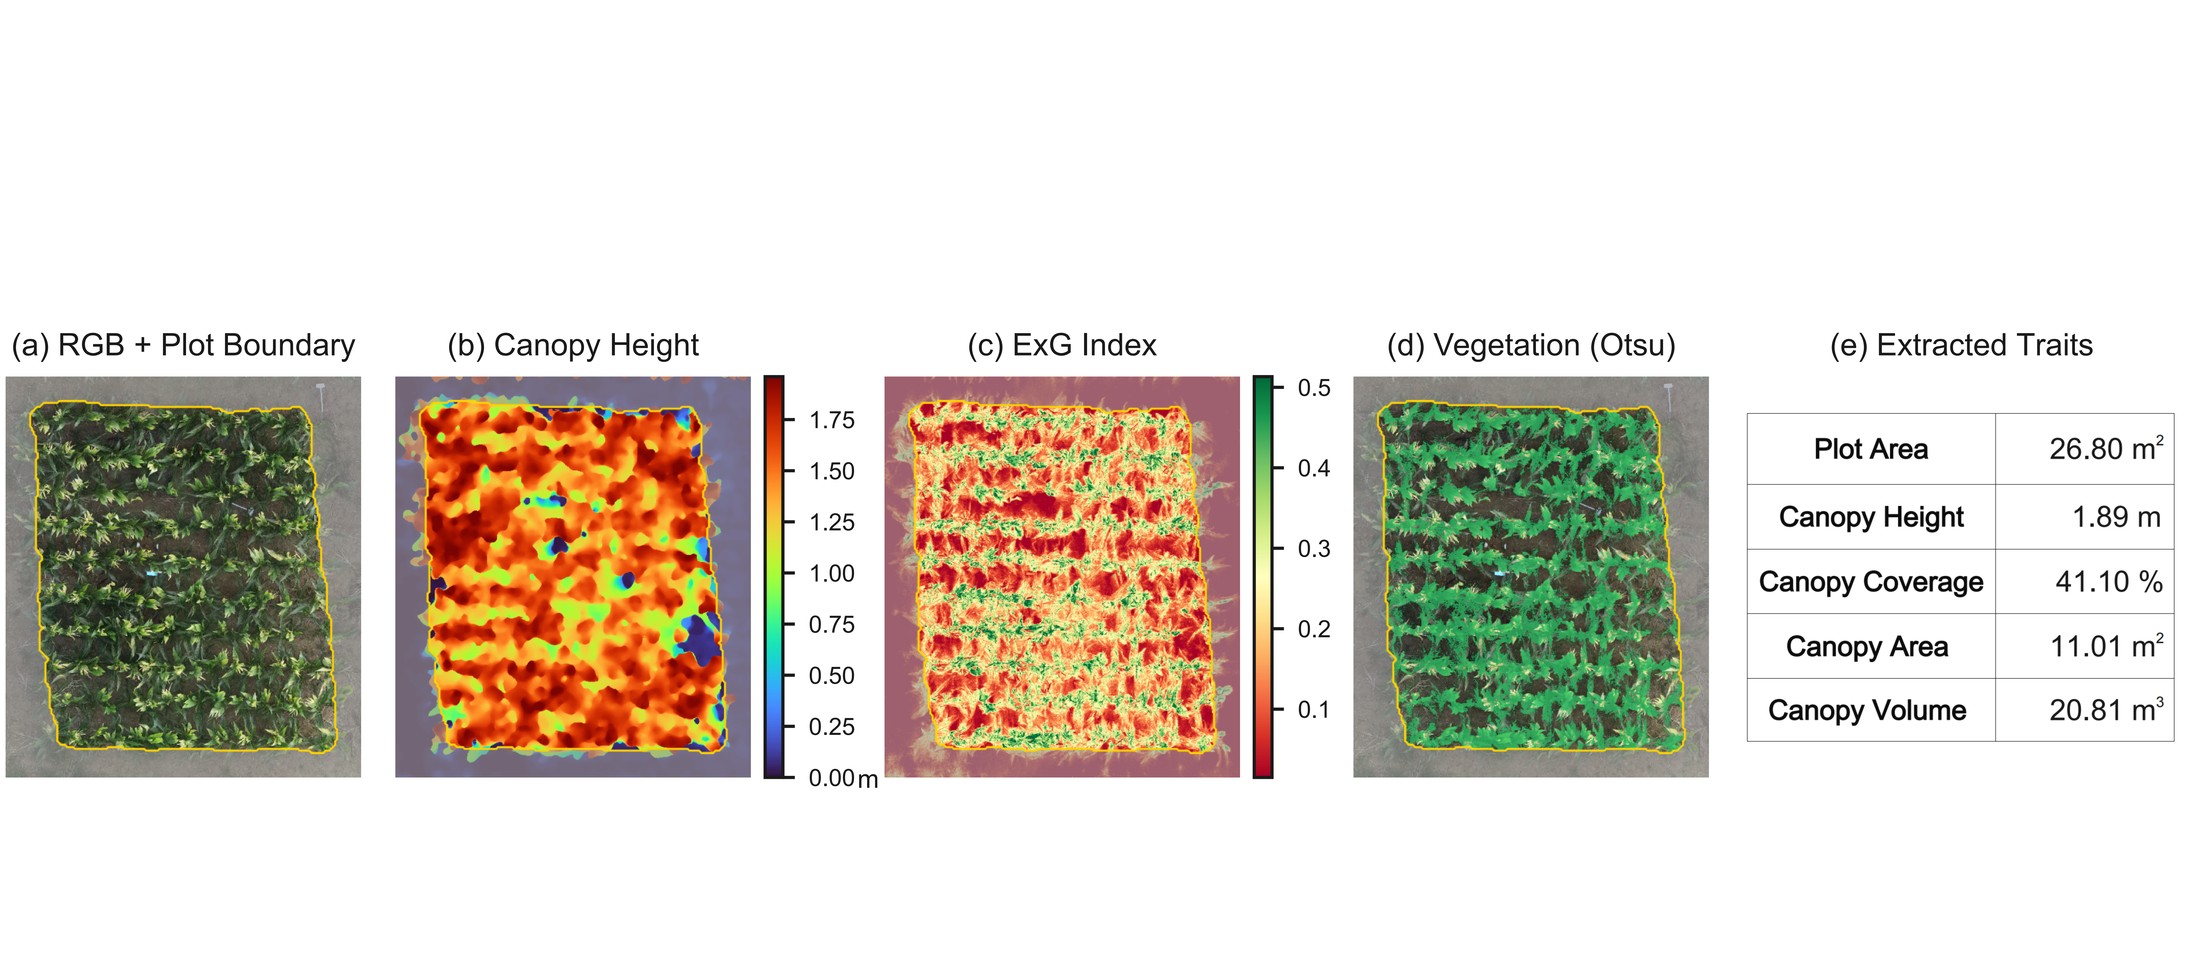 (a) RGB + Plot Boundary
(b) Canopy Height
1.75
1.50
1.25
1.00
0.75
0.50
0.25
0.00 m
(c) ExG Index
0.5
0.4
0.3
0.2
0.1
(d) Vegetation (Otsu)
(e) Extracted Traits
Plot Area 26.80 m²
Canopy Height 1.89 m
Canopy Coverage 41.10 %
Canopy Area 11.01 m²
Canopy Volume 20.81 m³